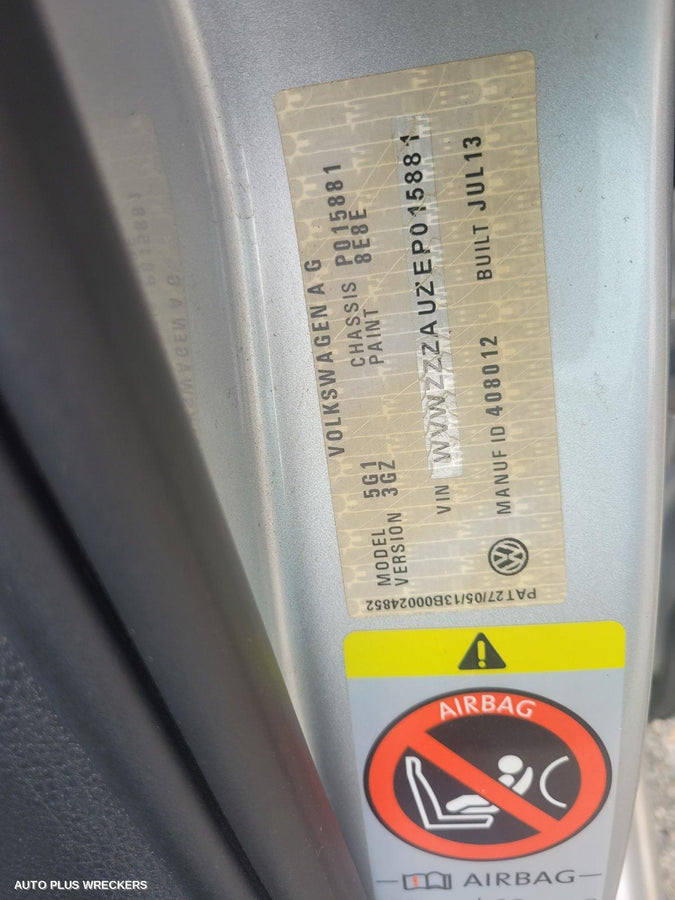 VOLKSWAGEN A G
MODEL 5G1 CHASSIS P015881
VERSION 3GZ PAINT 8E8E
VIN WVWZZZAUZEP015881
MANUF ID 408012 BUILT JUL13
PAT27/05/13B00024852
AIRBAG
AIRBAG
AUTO PLUS WRECKERS